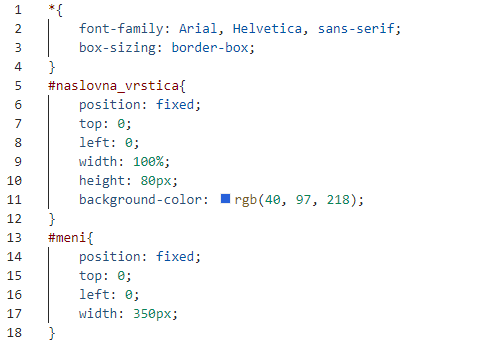 1 *{
2 font-family: Arial, Helvetica, sans-serif;
3 box-sizing: border-box;
4 }
5 #naslovna_vrstica{
6 position: fixed;
7 top: 0;
8 left: 0;
9 width: 100%;
10 height: 80px;
11 background-color: rgb(40, 97, 218);
12 }
13 #meni{
14 position: fixed;
15 top: 0;
16 left: 0;
17 width: 350px;
18 }